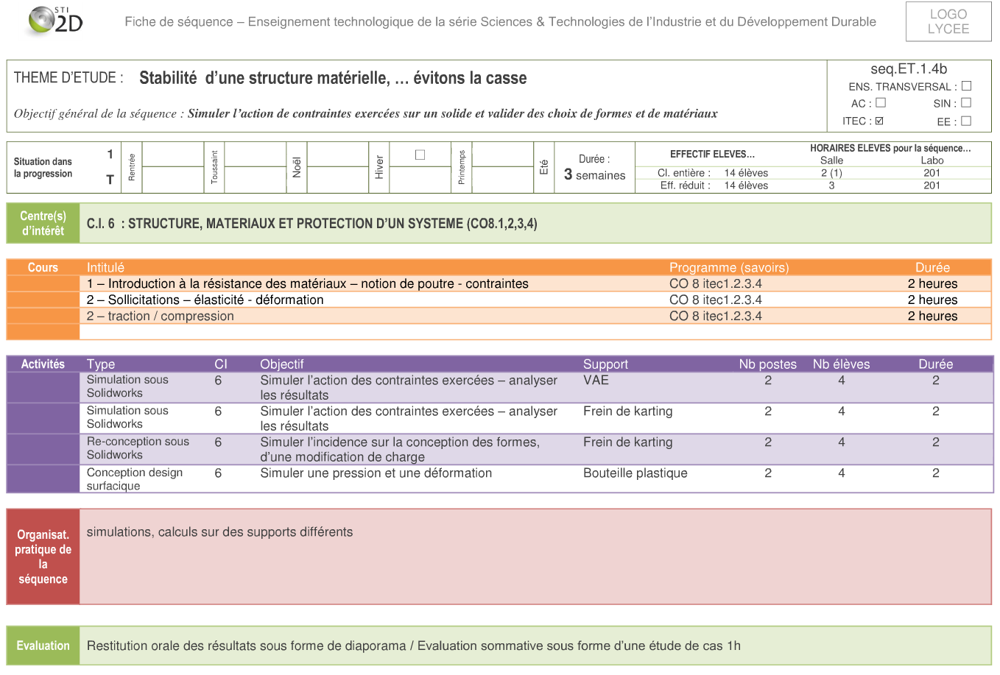 STI
2D
Fiche de séquence – Enseignement technologique de la série Sciences & Technologies de l’Industrie et du Développement Durable
LOGO
LYCEE
THEME D’ETUDE : Stabilité d’une structure matérielle, … évitons la casse
Objectif général de la séquence : Simuler l’action de contraintes exercées sur un solide et valider des choix de formes et de matériaux
seq.ET.1.4b
ENS. TRANSVERSAL : ☐
AC : ☐ SIN : ☐
ITEC : ☑ EE : ☐
Situation dans
la progression
1
T
Rentrée
Toussaint
Noël
Hiver
☐
Printemps
Eté
Durée :
3 semaines
EFFECTIF ELEVES…
HORAIRES ELEVES pour la séquence…
Salle Labo
Cl. entière : 14 élèves 2 (1) 201
Eff. réduit : 14 élèves 3 201
Centre(s)
d’intérêt
C.I. 6 : STRUCTURE, MATERIAUX ET PROTECTION D’UN SYSTEME (CO8.1,2,3,4)
Cours Intitulé Programme (savoirs) Durée
1 – Introduction à la résistance des matériaux – notion de poutre - contraintes CO 8 itec1.2.3.4 2 heures
2 – Sollicitations – élasticité - déformation CO 8 itec1.2.3.4 2 heures
2 – traction / compression CO 8 itec1.2.3.4 2 heures
Activités Type CI Objectif Support Nb postes Nb élèves Durée
Simulation sous 6 Simuler l’action des contraintes exercées – analyser VAE 2 4 2
Solidworks les résultats
Simulation sous 6 Simuler l’action des contraintes exercées – analyser Frein de karting 2 4 2
Solidworks les résultats
Re-conception sous 6 Simuler l’incidence sur la conception des formes, Frein de karting 2 4 2
Solidworks d’une modification de charge
Conception design 6 Simuler une pression et une déformation Bouteille plastique 2 4 2
surfacique
Organisat.
pratique de
la
séquence
simulations, calculs sur des supports différents
Evaluation Restitution orale des résultats sous forme de diaporama / Evaluation sommative sous forme d’une étude de cas 1h